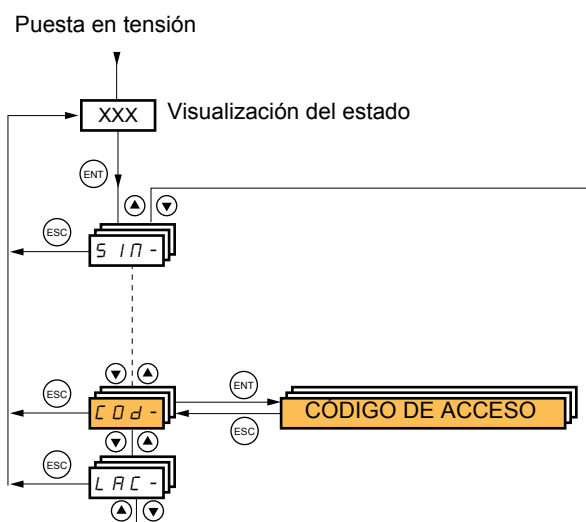 Puesta en tensión
XXX Visualización del estado
ENT
ESC
SIM-
ESC
ENT
COd-
CÓDIGO DE ACCESO
ESC
ESC
LAC-